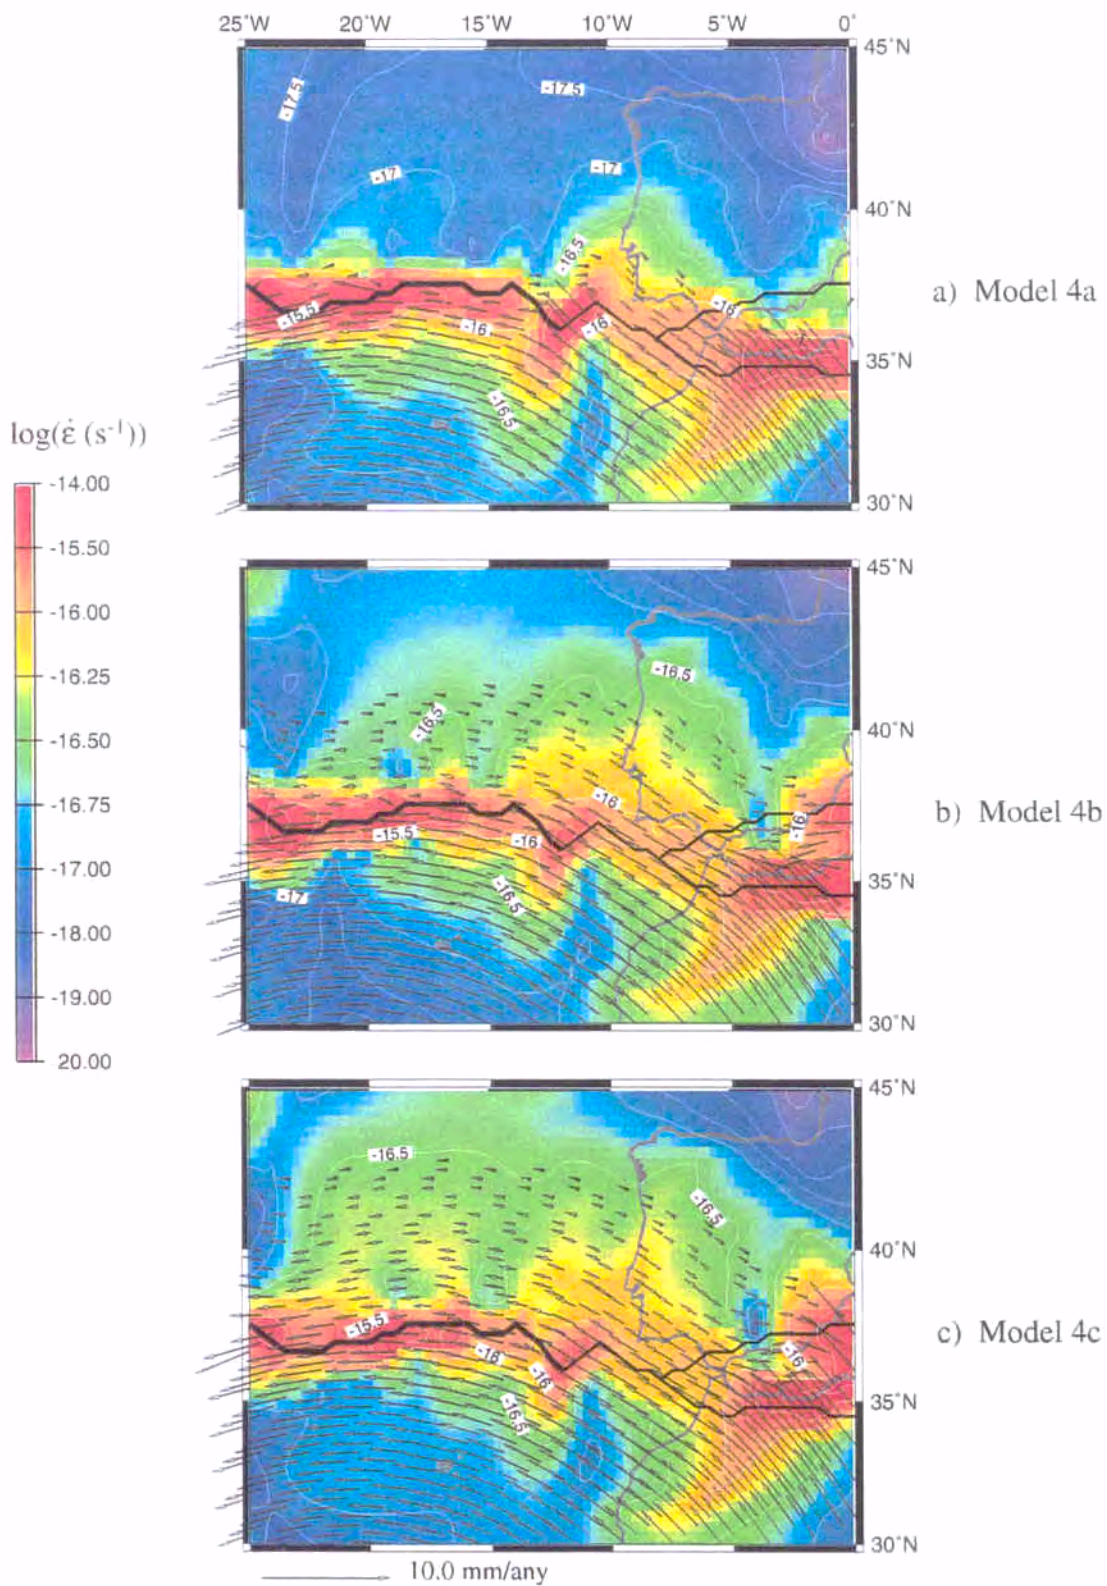 25°W 20°W 15°W 10°W 5°W 0°
45°N
-17.5
-17.5
-17
-17
40°N
-16.5
a) Model 4a
-16
-15.5
-16
-16
35°N
-16.5
30°N
log(ε̇ (s⁻¹))
-14.00
-15.50
-16.00
-16.25
-16.50
-16.75
-17.00
-18.00
-19.00
20.00
45°N
-16.5
-16.5
40°N
-16
b) Model 4b
-15.5
-16
-16
35°N
-17
-16.5
30°N
45°N
-16.5
-16.5
40°N
-15.5
c) Model 4c
-16
-16
-16
35°N
-16.5
30°N
10.0 mm/any